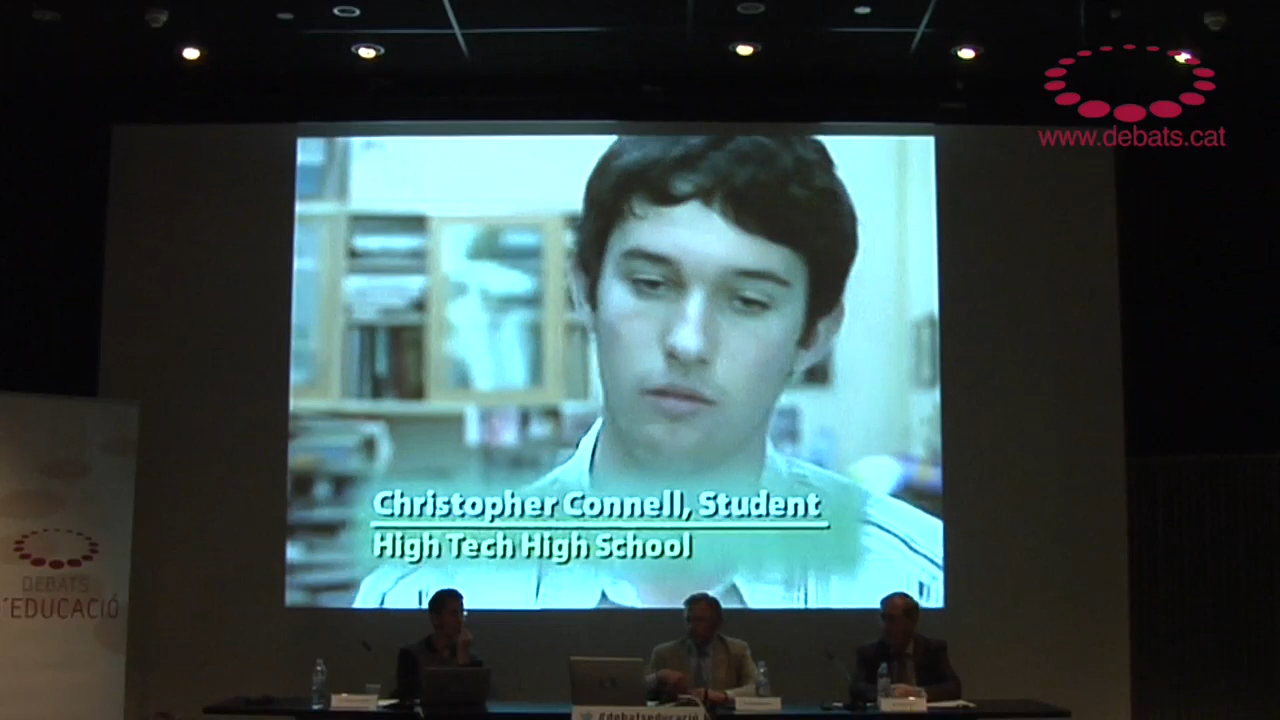 www.debats.cat
Christopher Connell, Student
High Tech High School
DEBATS
'EDUCACIÓ
#debatseducació